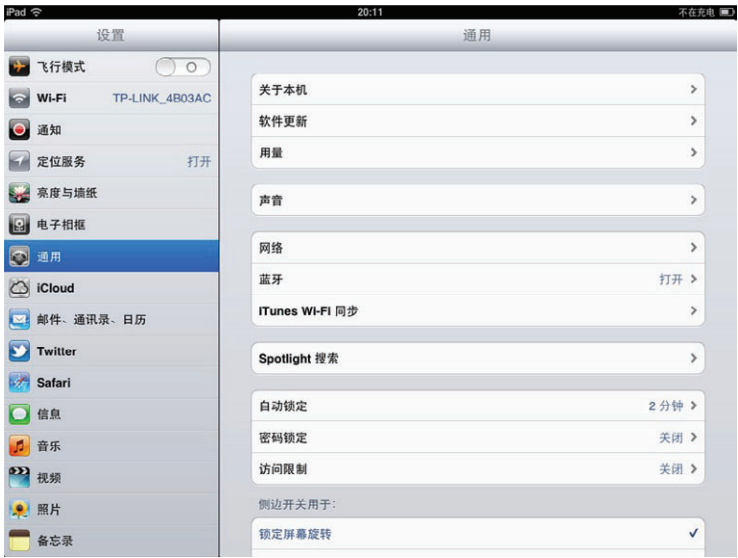 iPad 20:11 不在充电
设置
飞行模式
Wi-Fi TP-LINK_4B03AC
通知
定位服务 打开
亮度与墙纸
电子相框
通用
iCloud
邮件、通讯录、日历
Twitter
Safari
信息
音乐
视频
照片
备忘录
通用
关于本机
软件更新
用量
声音
网络
蓝牙 打开
iTunes Wi-Fi 同步
Spotlight 搜索
自动锁定 2 分钟
密码锁定 关闭
访问限制 关闭
侧边开关用于：
锁定屏幕旋转